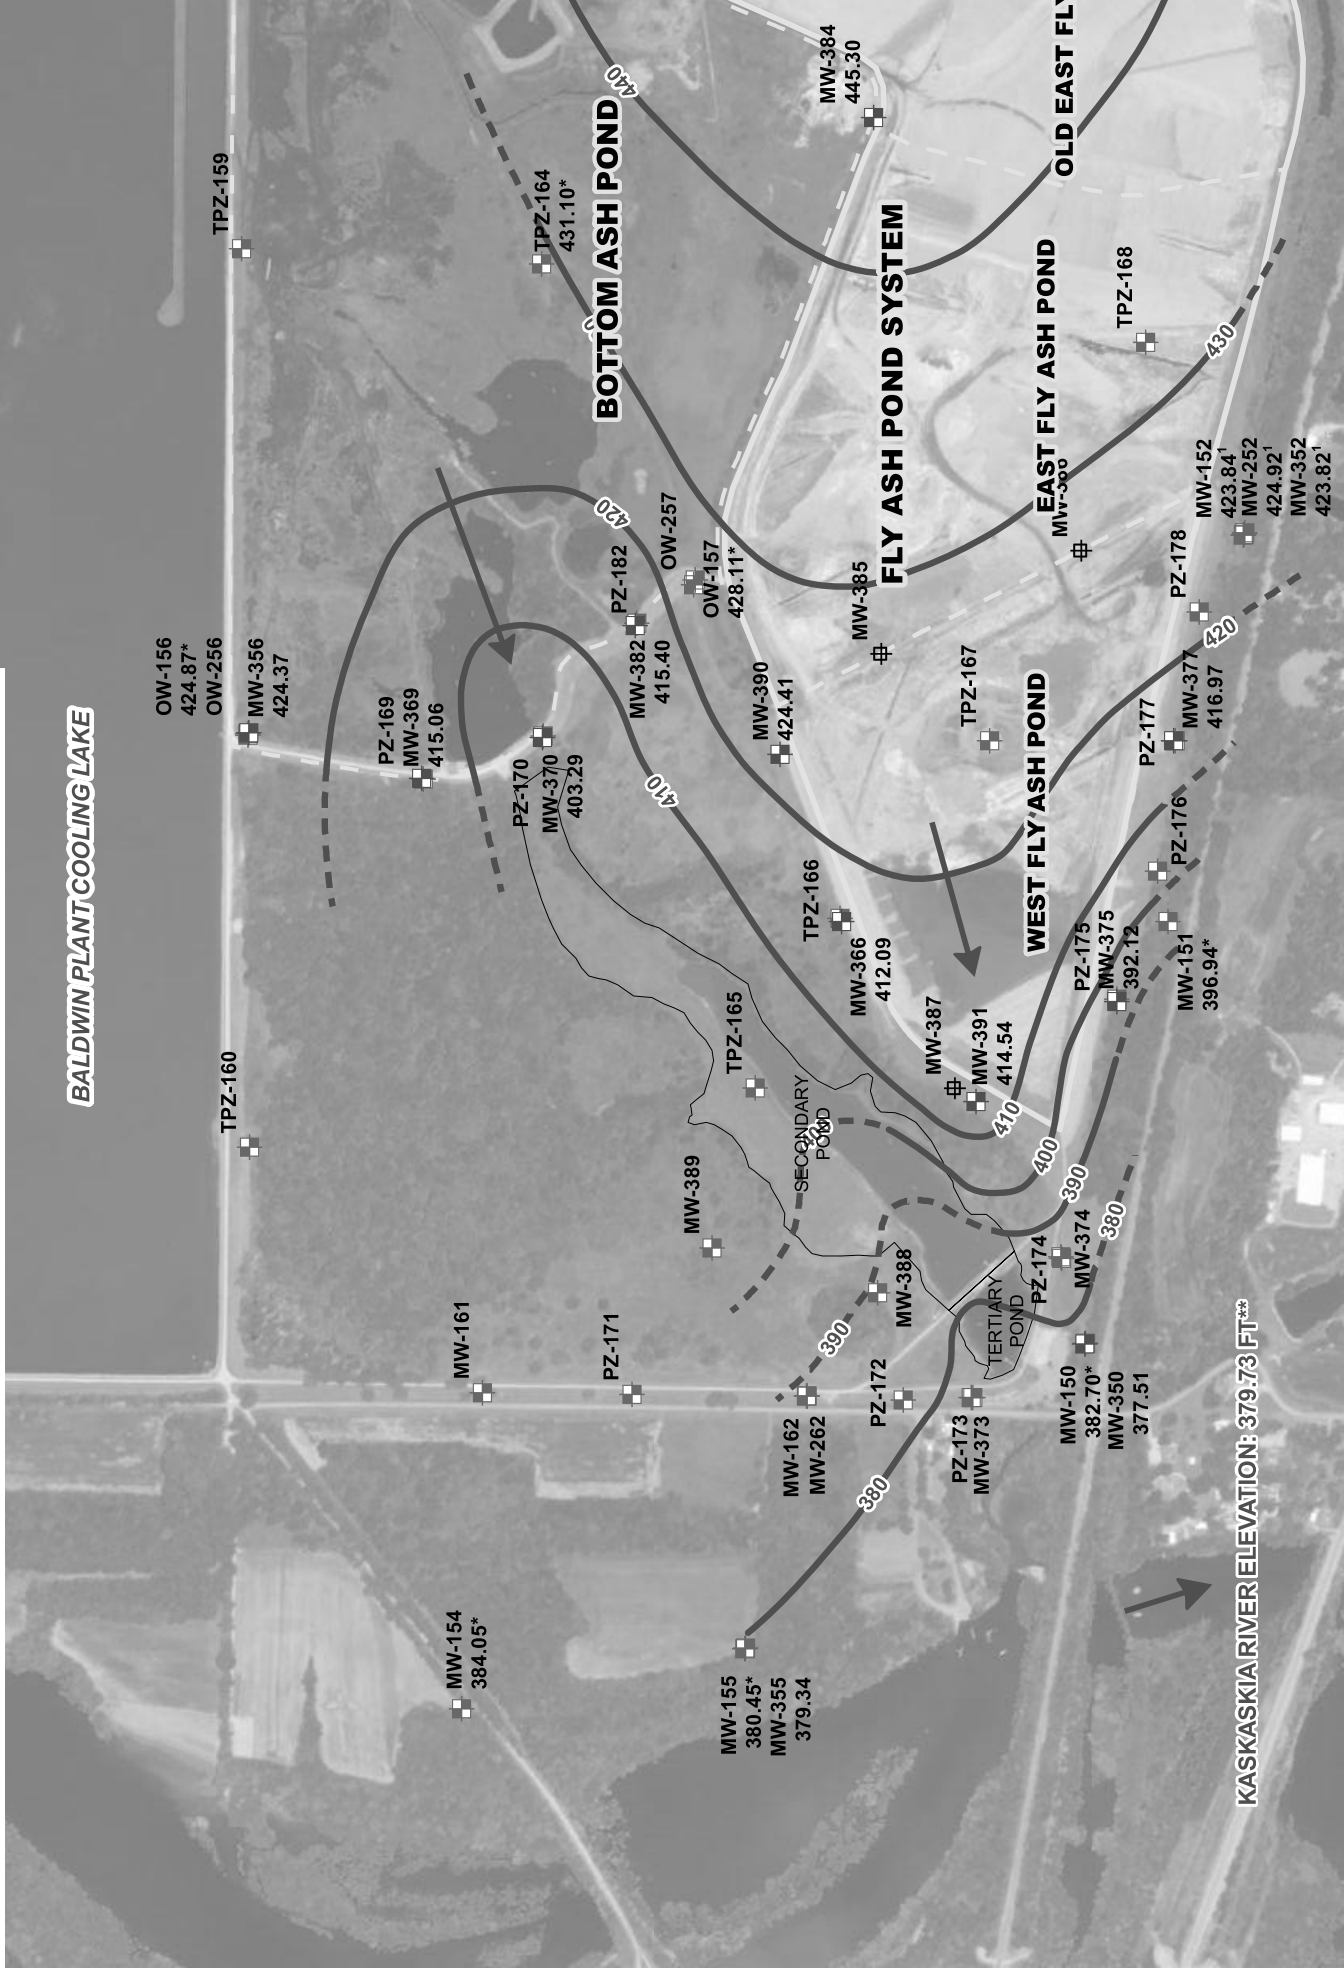 BALDWIN PLANT COOLING LAKE
TPZ-159
OW-156
424.87*
OW-256
MW-356
424.37
TPZ-160
PZ-169
MW-369
415.06
PZ-170
MW-370
403.29
TPZ-164
431.10*
BOTTOM ASH POND
440
420
410
PZ-182
MW-382
415.40
OW-257
OW-157
428.11*
MW-384
445.30
OLD EAST FLY
FLY ASH POND SYSTEM
EAST FLY ASH POND
TPZ-168
430
MW-385
MW-386
MW-390
424.41
TPZ-167
WEST FLY ASH POND
MW-152
423.84¹
MW-252
424.92¹
MW-352
423.82¹
PZ-178
420
PZ-177
MW-377
416.97
PZ-176
TPZ-166
MW-366
412.09
PZ-175
MW-375
392.12
MW-151
396.94*
TPZ-165
MW-387
MW-391
414.54
410
400
390
380
SECONDARY
POND
MW-389
MW-388
390
PZ-174
MW-374
TERTIARY
POND
MW-161
PZ-171
MW-162
MW-262
PZ-172
PZ-173
MW-373
MW-150
382.70*
MW-350
377.51
380
MW-154
384.05*
MW-155
380.45*
MW-355
379.34
KASKASKIA RIVER ELEVATION: 379.73 FT**